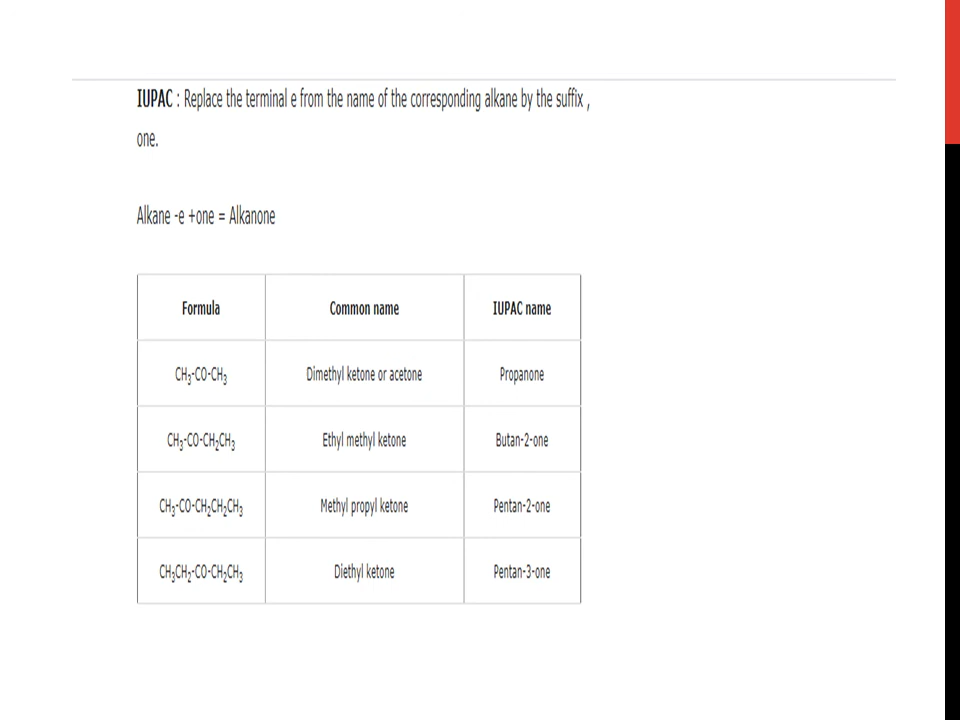 IUPAC : Replace the terminal e from the name of the corresponding alkane by the suffix ,
one.
Alkane -e +one = Alkanone
Formula Common name IUPAC name
CH₃-CO-CH₃ Dimethyl ketone or acetone Propanone
CH₃-CO-CH₂CH₃ Ethyl methyl ketone Butan-2-one
CH₃-CO-CH₂CH₂CH₃ Methyl propyl ketone Pentan-2-one
CH₃CH₂-CO-CH₂CH₃ Diethyl ketone Pentan-3-one